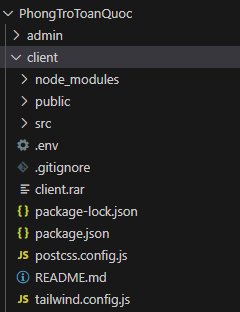 PhongTroToanQuoc
admin
client
node_modules
public
src
.env
.gitignore
client.rar
package-lock.json
package.json
postcss.config.js
README.md
tailwind.config.js